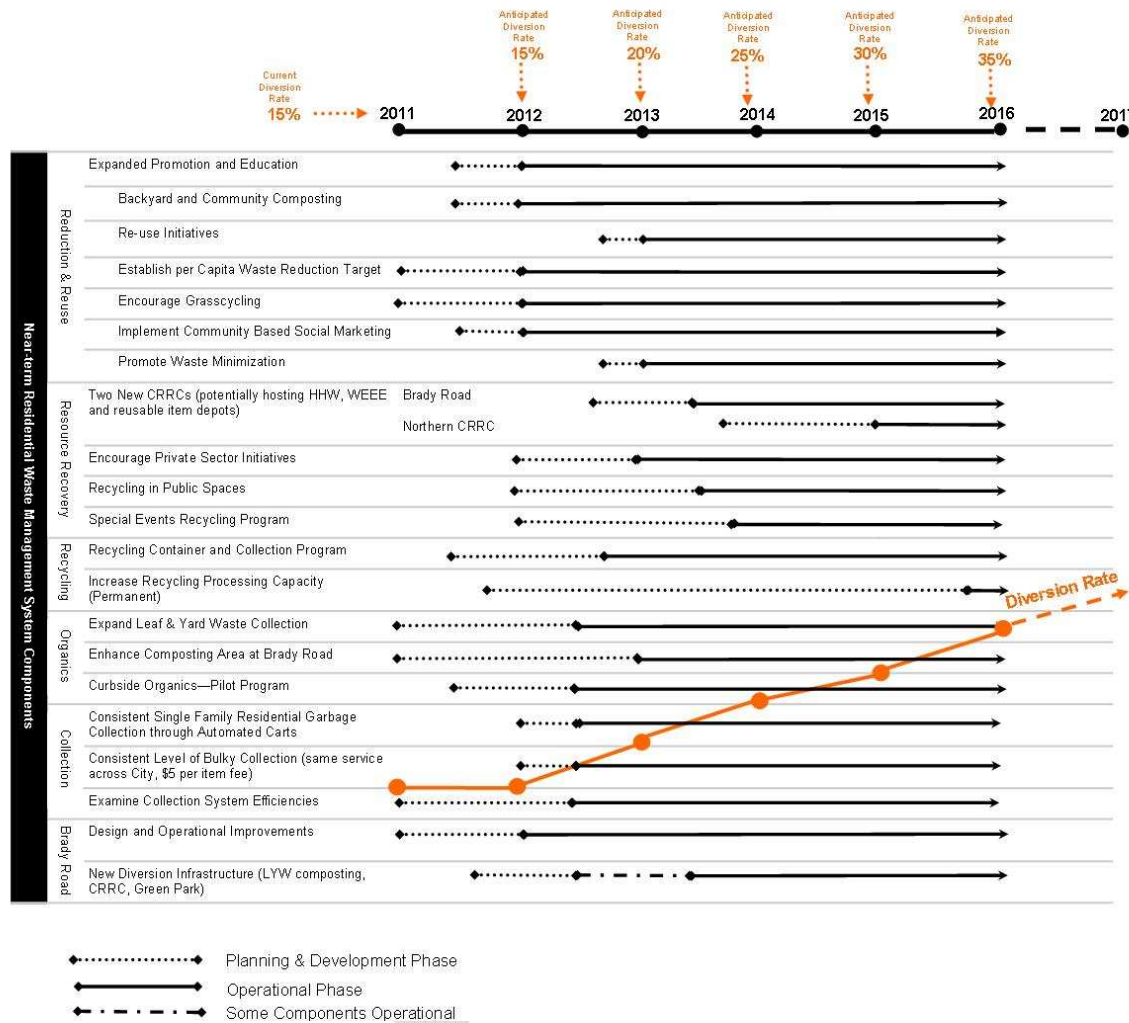 Anticipated
Diversion
Rate
15%
Anticipated
Diversion
Rate
20%
Anticipated
Diversion
Rate
25%
Anticipated
Diversion
Rate
30%
Anticipated
Diversion
Rate
35%
Current
Diversion
Rate
15%
2011
2012
2013
2014
2015
2016
2017
Near-term Residential Waste Management System Components
Reduction & Reuse
Expanded Promotion and Education
Backyard and Community Composting
Re-use Initiatives
Establish per Capita Waste Reduction Target
Encourage Grasscycling
Implement Community Based Social Marketing
Promote Waste Minimization
Resource Recovery
Two New CRRCs (potentially hosting HHW, WEEE
and reusable item depots)
Brady Road
Northern CRRC
Encourage Private Sector Initiatives
Recycling in Public Spaces
Special Events Recycling Program
Recycling
Recycling Container and Collection Program
Increase Recycling Processing Capacity
(Permanent)
Diversion Rate
Organics
Expand Leaf & Yard Waste Collection
Enhance Composting Area at Brady Road
Curbside Organics—Pilot Program
Collection
Consistent Single Family Residential Garbage
Collection through Automated Carts
Consistent Level of Bulky Collection (same service
across City, $5 per item fee)
Examine Collection System Efficiencies
Brady Road
Design and Operational Improvements
New Diversion Infrastructure (LYW composting,
CRRC, Green Park)
Planning & Development Phase
Operational Phase
Some Components Operational